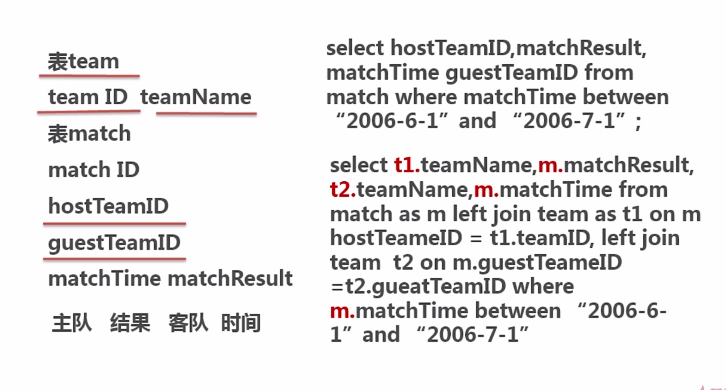 表team
team ID teamName
表match
match ID
hostTeamID
guestTeamID
matchTime matchResult
主队 结果 客队 时间
select hostTeamID,matchResult,
matchTime guestTeamID from
match where matchTime between
“2006-6-1”and “2006-7-1”;
select t1.teamName,m.matchResult,
t2.teamName,m.matchTime from
match as m left join team as t1 on m
hostTeameID = t1.teamID, left join
team t2 on m.guestTeameID
=t2.gueatTeamID where
m.matchTime between “2006-6-
1”and “2006-7-1”